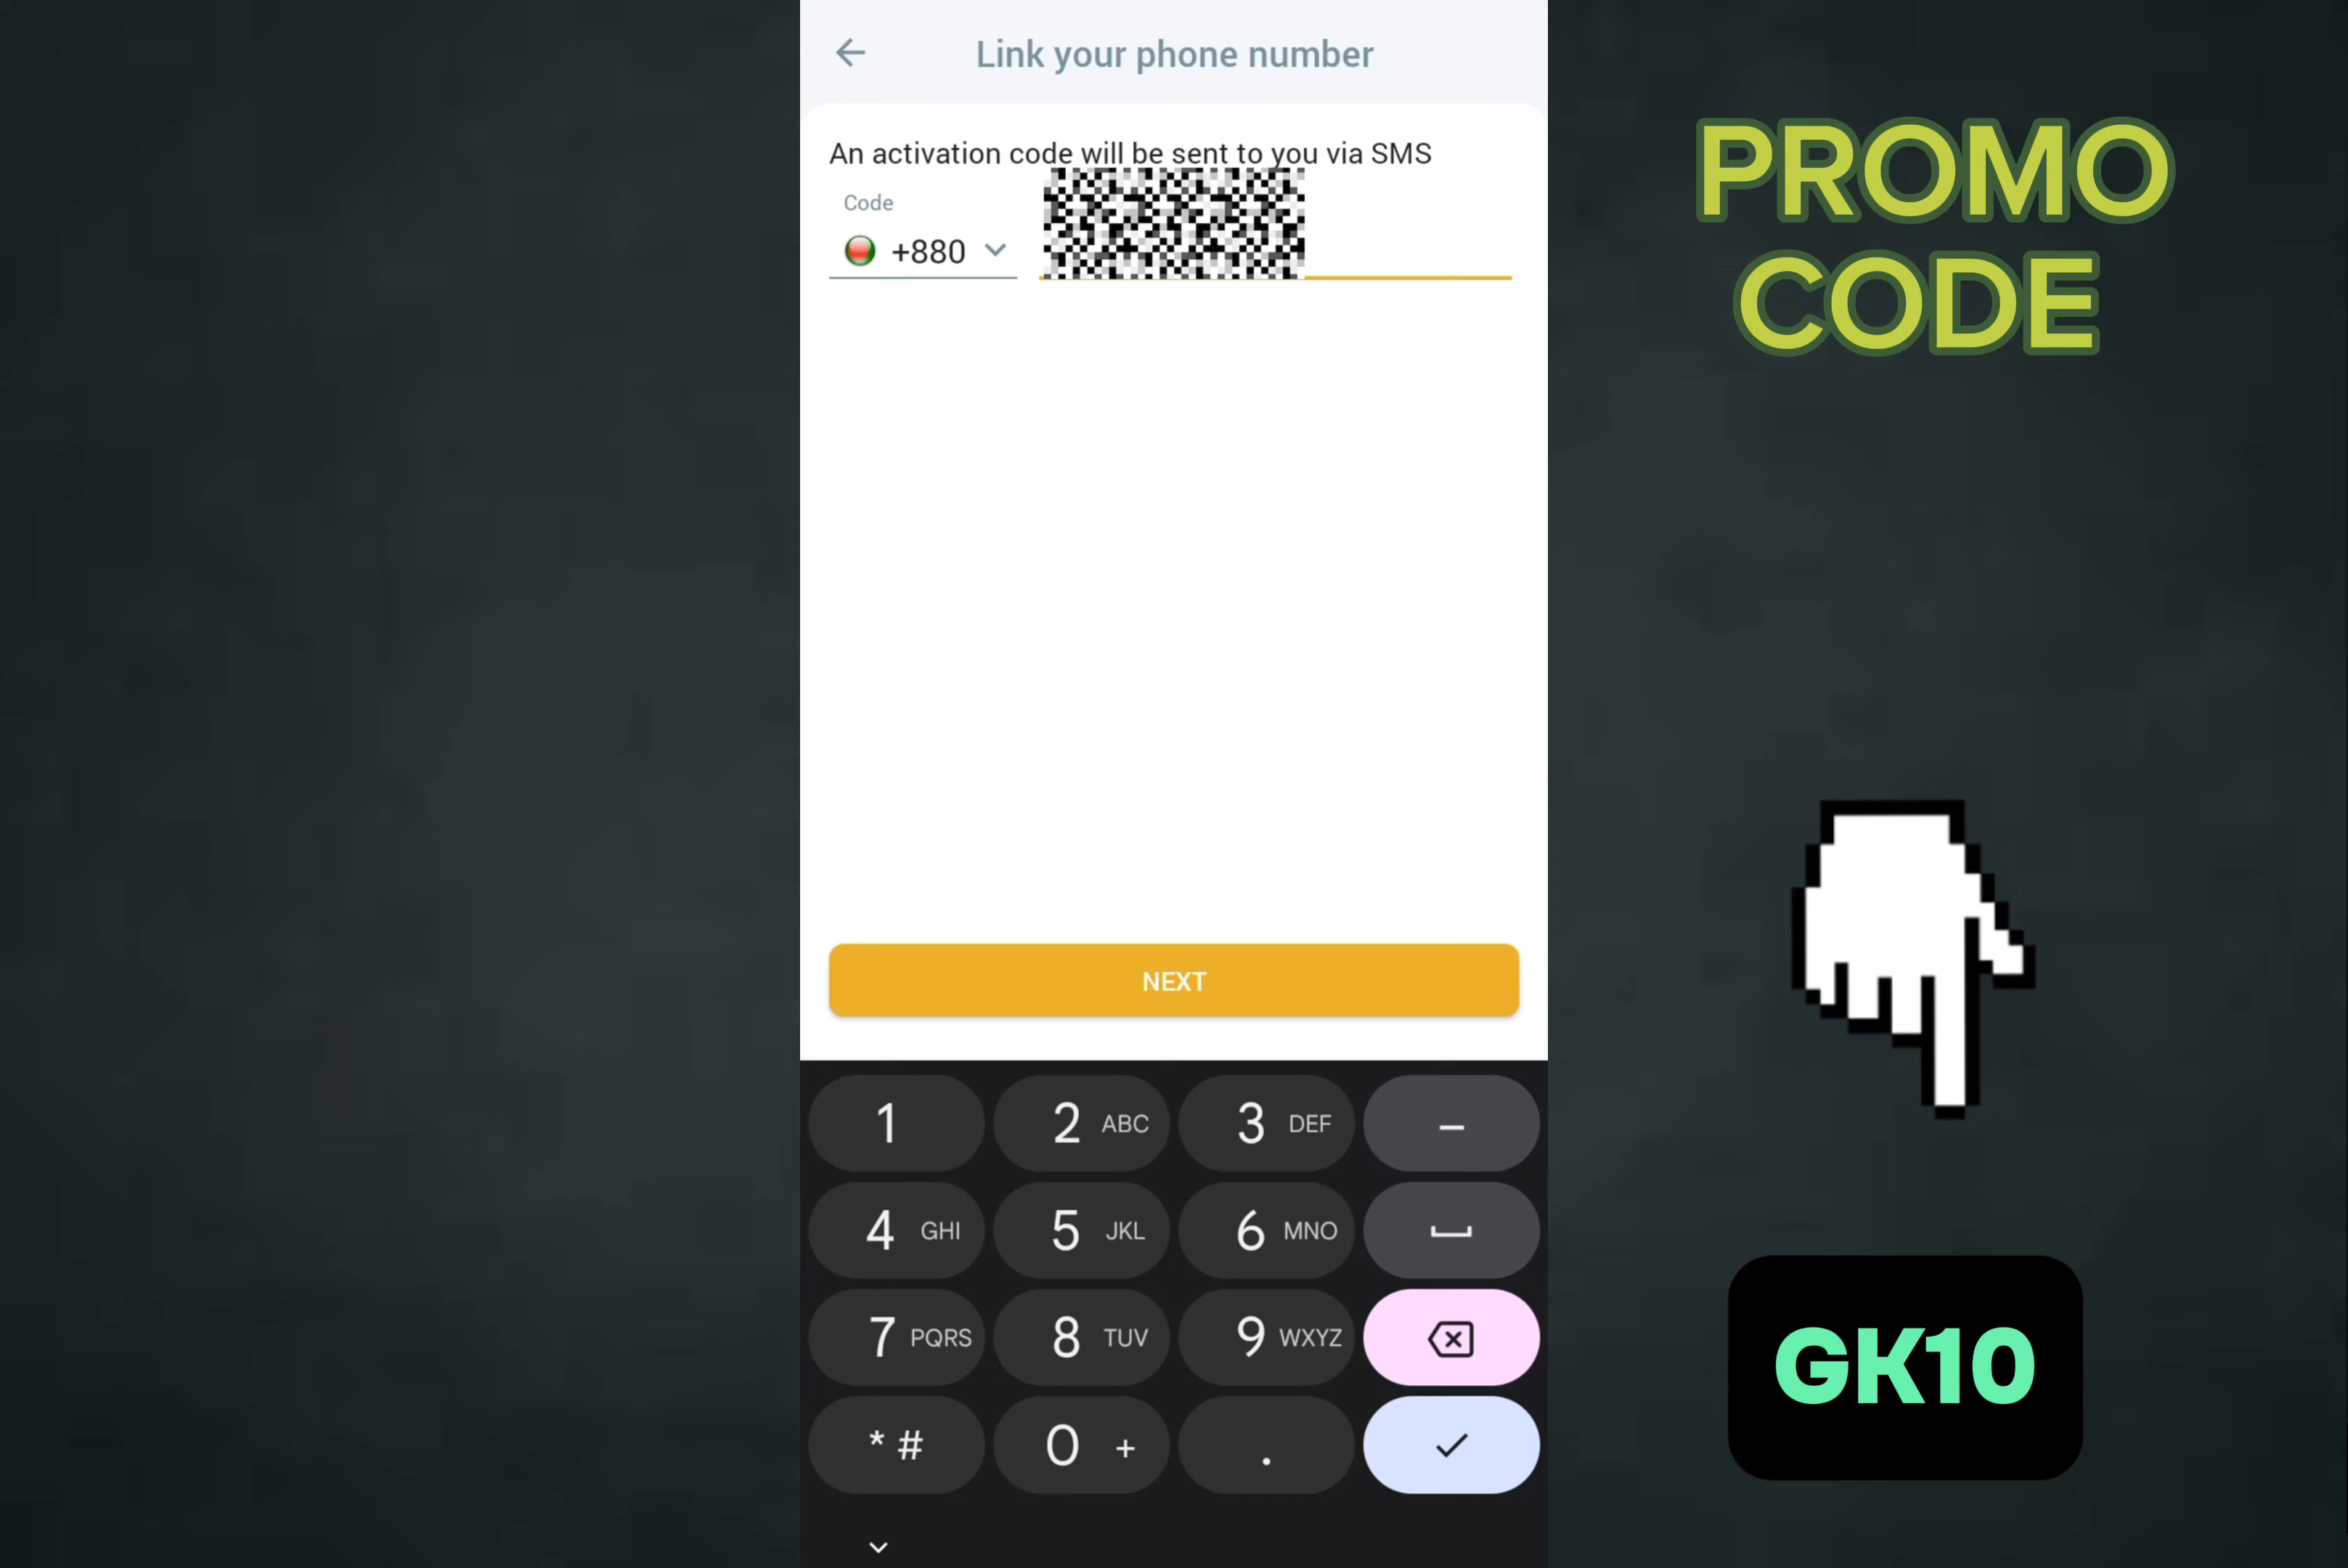 Link your phone number
An activation code will be sent to you via SMS
Code
+880
NEXT
1 2 ABC 3 DEF –
4 GHI 5 JKL 6 MNO
7 PQRS 8 TUV 9 WXYZ
* # 0 + .
PROMO
CODE
GK10